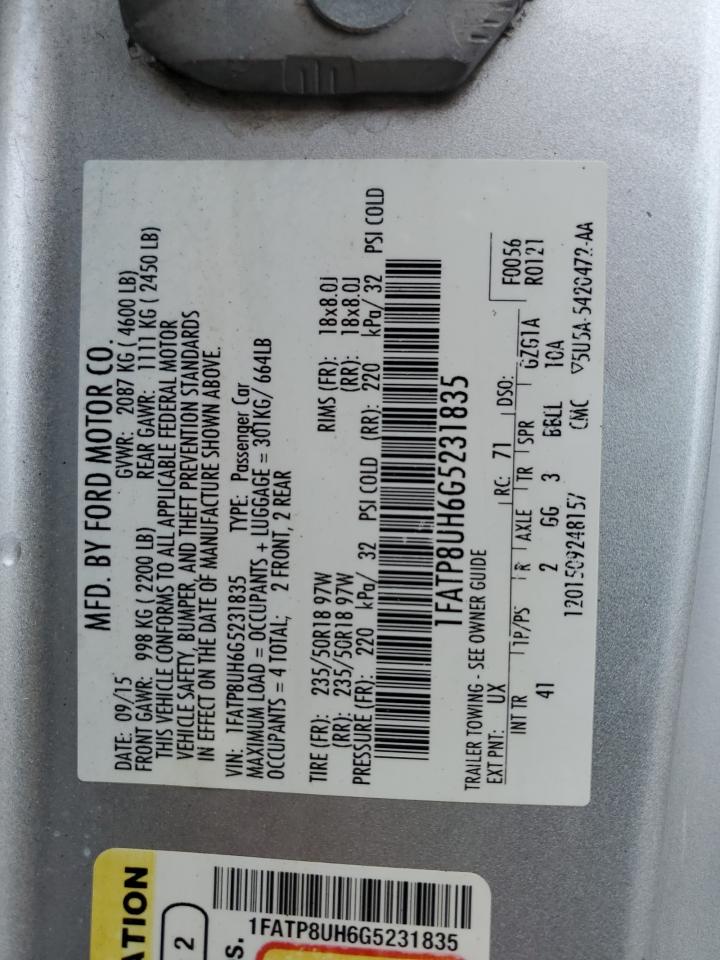 MFD. BY FORD MOTOR CO.
DATE: 09/15 GVWR: 2087 KG ( 4600 LB)
FRONT GAWR: 998 KG ( 2200 LB) REAR GAWR: 1111 KG ( 2450 LB)
THIS VEHICLE CONFORMS TO ALL APPLICABLE FEDERAL MOTOR
VEHICLE SAFETY, BUMPER, AND THEFT PREVENTION STANDARDS
IN EFFECT ON THE DATE OF MANUFACTURE SHOWN ABOVE.
VIN: 1FATP8UH6G5231835 TYPE: Passenger Car
MAXIMUM LOAD = OCCUPANTS + LUGGAGE = 301KG/ 664LB
OCCUPANTS = 4 TOTAL; 2 FRONT, 2 REAR
TIRE (FR): 235/50R18 97W RIMS (FR): 18x8.0J
(RR): 235/50R18 97W (RR): 18x8.0J
PRESSURE (FR): 220 kPa/ 32 PSI COLD (RR): 220 kPa/ 32 PSI COLD
1FATP8UH6G5231835
TRAILER TOWING - SEE OWNER GUIDE
EXT PNT: UX RC: 71 DSO: F0056
INT TR TP/PS R AXLE TR SPR R0121
41 2 GG 3 BBLL 10A
CMC
ATION
2
S.
1FATP8UH6G5231835